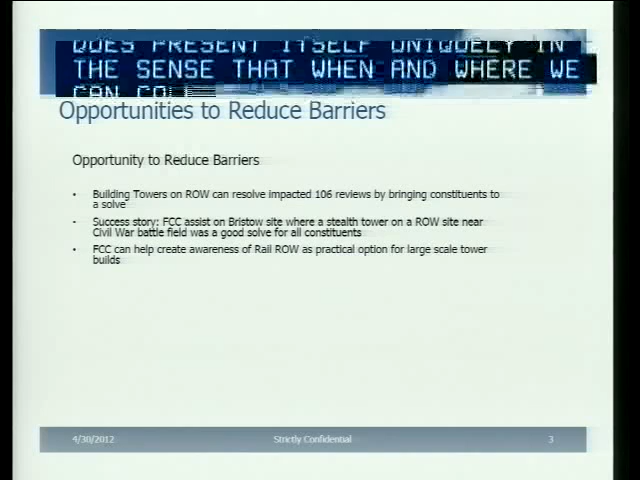 DOES PRESENT ITSELF UNIQUELY IN
THE SENSE THAT WHEN AND WHERE WE
CAN COLL
Opportunities to Reduce Barriers
Opportunity to Reduce Barriers
• Building Towers on ROW can resolve impacted 106 reviews by bringing constituents to
a solve
• Success story: FCC assist on Bristow site where a stealth tower on a ROW site near
Civil War battle field was a good solve for all constituents
• FCC can help create awareness of Rail ROW as practical option for large scale tower
builds
4/30/2012 Strictly Confidential 3